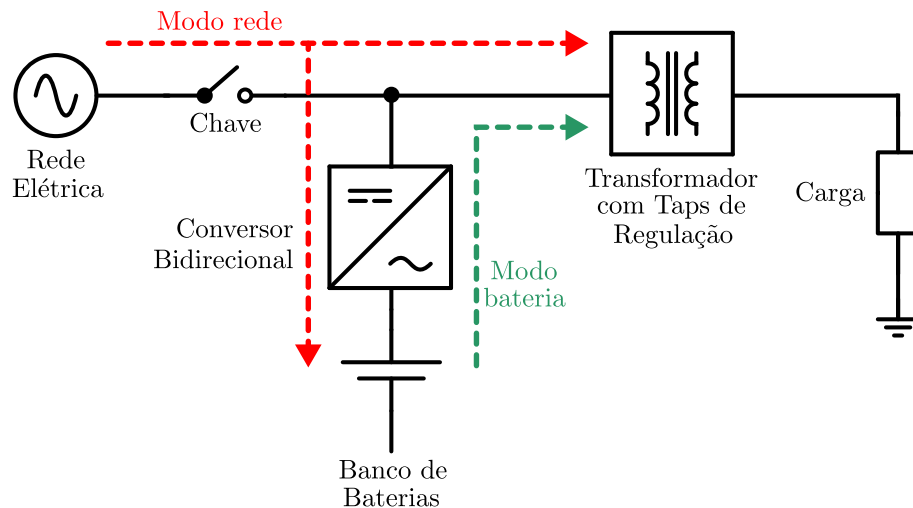 Modo rede
Chave
Rede
Elétrica
Transformador
com Taps de
Regulação
Carga
Conversor
Bidirecional
Modo
bateria
Banco de
Baterias